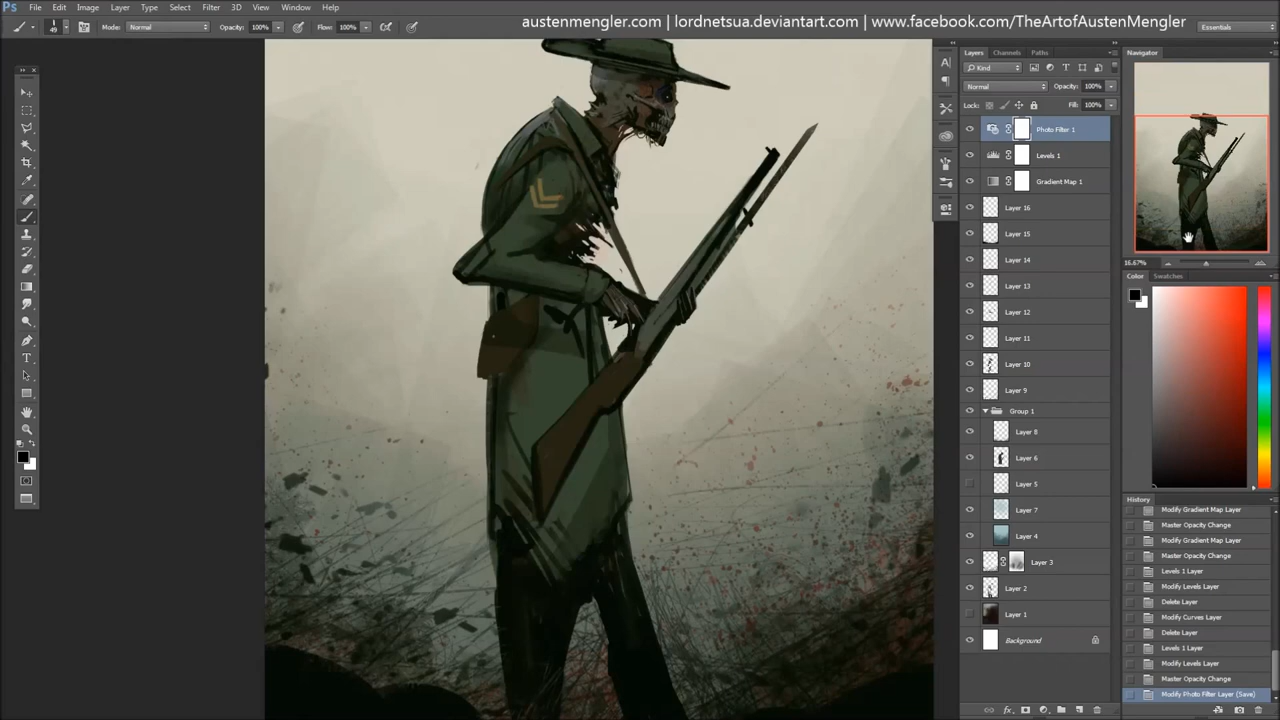 Ps File Edit Image Layer Type Select Filter 3D View Window Help
austenmengler.com | lordnetsua.deviantart.com | www.facebook.com/TheArtofAustenMengler
49 Mode: Normal Opacity: 100% Flow: 100% Essentials
Layers Channels Paths
Kind
Normal Opacity: 100%
Lock: Fill: 100%
Photo Filter 1
Levels 1
Gradient Map 1
Layer 16
Layer 15
Layer 14
Layer 13
Layer 12
Layer 11
Layer 10
Layer 9
Group 1
Layer 8
Layer 6
Layer 5
Layer 7
Layer 4
Layer 3
Layer 2
Layer 1
Background
fx
Navigator
16.67%
Color Swatches
History
Modify Gradient Map Layer
Master Opacity Change
Modify Gradient Map Layer
Master Opacity Change
Levels 1 Layer
Modify Levels Layer
Delete Layer
Modify Curves Layer
Delete Layer
Levels 1 Layer
Modify Levels Layer
Master Opacity Change
Modify Photo Filter Layer (Save)